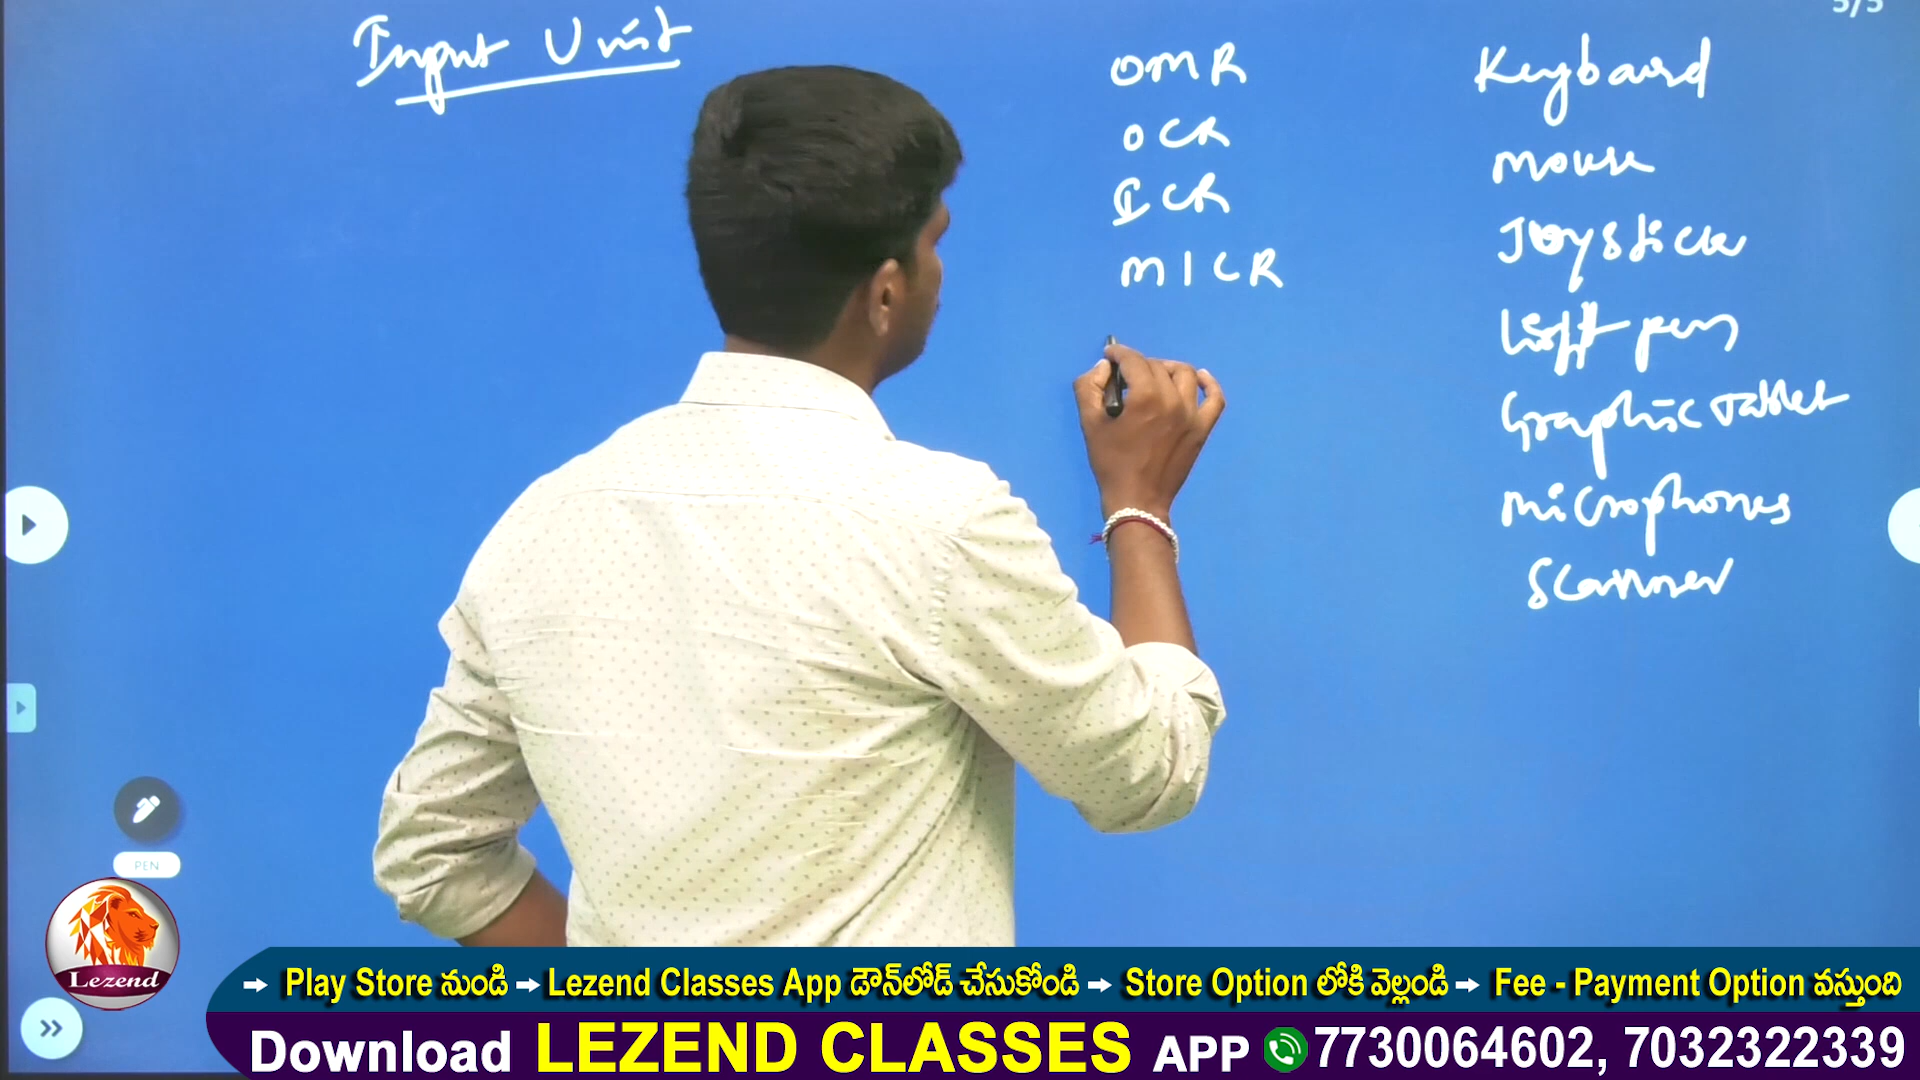 5/5
Input Unit
OMR
OCR
ICR
MICR
Keyboard
Mouse
Joystick
Light pen
Graphic Tablet
Microphones
Scanner
PEN
Lezend
→ Play Store నుండి → Lezend Classes App డౌన్‌లోడ్ చేసుకోండి → Store Option లోకి వెల్లండి → Fee - Payment Option వస్తుంది
Download LEZEND CLASSES APP 7730064602, 7032322339